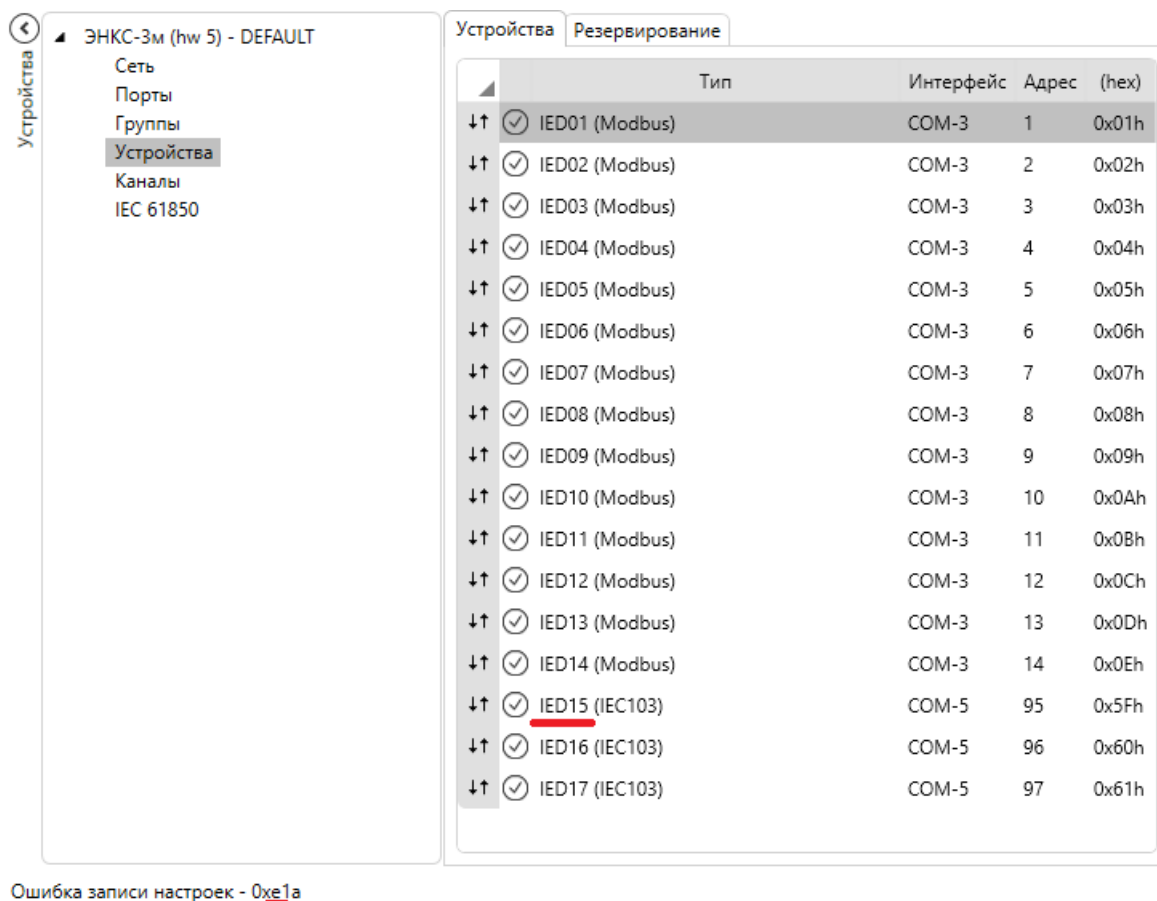 Устройства
ЭНКС-3м (hw 5) - DEFAULT
Сеть
Порты
Группы
Устройства
Каналы
IEC 61850
Устройства Резервирование
Тип Интерфейс Адрес (hex)
IED01 (Modbus) COM-3 1 0x01h
IED02 (Modbus) COM-3 2 0x02h
IED03 (Modbus) COM-3 3 0x03h
IED04 (Modbus) COM-3 4 0x04h
IED05 (Modbus) COM-3 5 0x05h
IED06 (Modbus) COM-3 6 0x06h
IED07 (Modbus) COM-3 7 0x07h
IED08 (Modbus) COM-3 8 0x08h
IED09 (Modbus) COM-3 9 0x09h
IED10 (Modbus) COM-3 10 0x0Ah
IED11 (Modbus) COM-3 11 0x0Bh
IED12 (Modbus) COM-3 12 0x0Ch
IED13 (Modbus) COM-3 13 0x0Dh
IED14 (Modbus) COM-3 14 0x0Eh
IED15 (IEC103) COM-5 95 0x5Fh
IED16 (IEC103) COM-5 96 0x60h
IED17 (IEC103) COM-5 97 0x61h
Ошибка записи настроек - 0xe1a